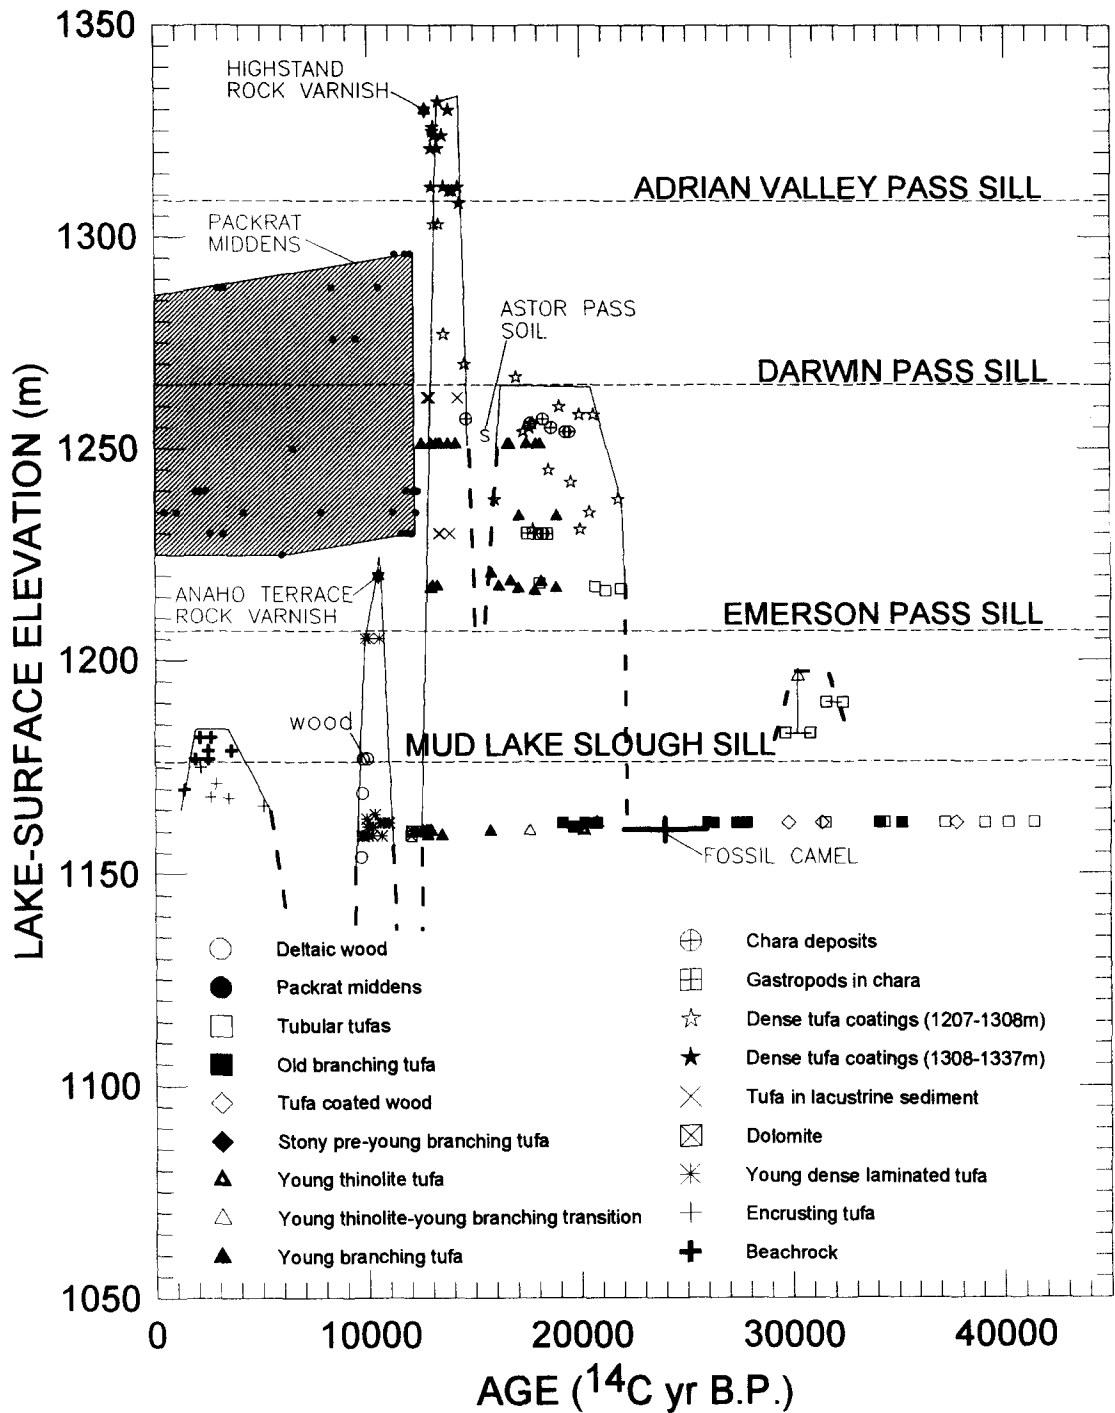 1350
HIGHSTAND
ROCK VARNISH
ADRIAN VALLEY PASS SILL
1300
PACKRAT
MIDDENS
ASTOR PASS
SOIL
DARWIN PASS SILL
S
1250
ANAHO TERRACE
ROCK VARNISH
EMERSON PASS SILL
1200
WOOD
MUD LAKE SLOUGH SILL
FOSSIL CAMEL
1150
1100
1050
LAKE-SURFACE ELEVATION (m)
Deltaic wood
Packrat middens
Tubular tufas
Old branching tufa
Tufa coated wood
Stony pre-young branching tufa
Young thinolite tufa
Young thinolite-young branching transition
Young branching tufa
Chara deposits
Gastropods in chara
Dense tufa coatings (1207-1308m)
Dense tufa coatings (1308-1337m)
Tufa in lacustrine sediment
Dolomite
Young dense laminated tufa
Encrusting tufa
Beachrock
0 10000 20000 30000 40000
AGE (¹⁴C yr B.P.)